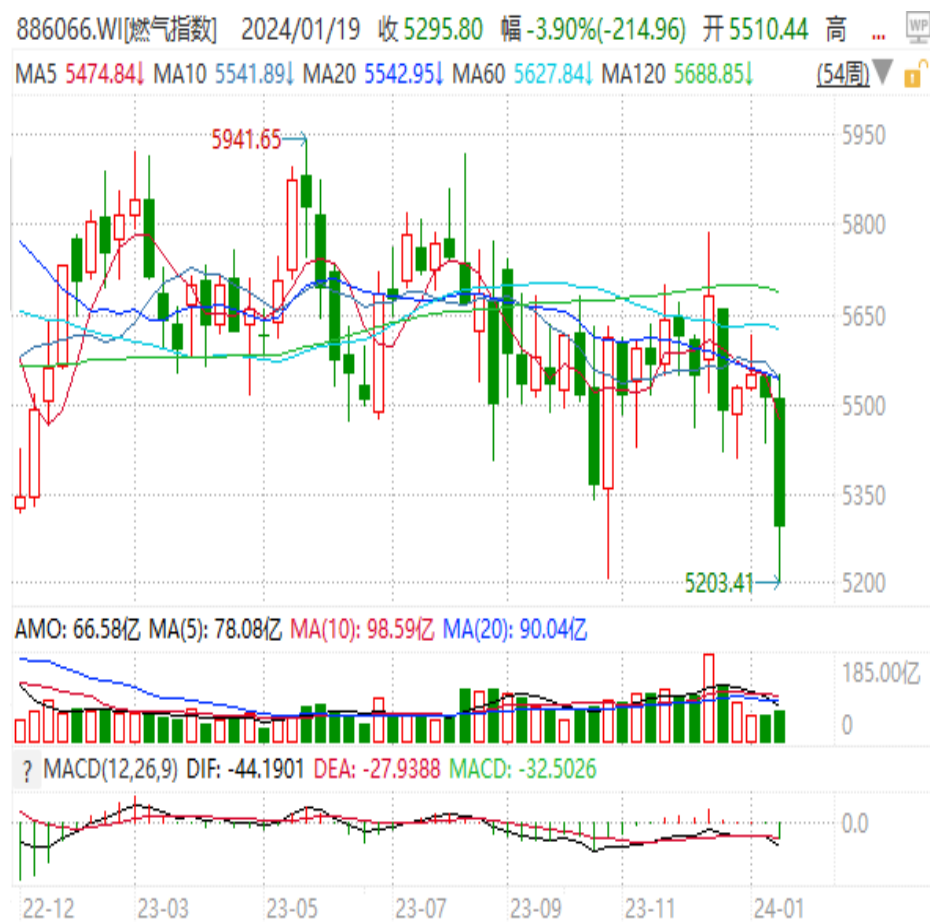 886066.WI[燃气指数] 2024/01/19 收 5295.80 幅 -3.90%(-214.96) 开 5510.44 高 ... WP
MA5 5474.84↓ MA10 5541.89↓ MA20 5542.95↓ MA60 5627.84↓ MA120 5688.85↓ (54周)▼
5950
5941.65
5800
5650
5500
5350
5203.41 5200
AMO: 66.58亿 MA(5): 78.08亿 MA(10): 98.59亿 MA(20): 90.04亿
185.00亿
0
? MACD(12,26,9) DIF: -44.1901 DEA: -27.9388 MACD: -32.5026
0.0
22-12 23-03 23-05 23-07 23-09 23-11 24-01